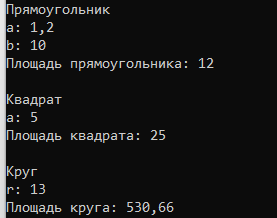 Прямоугольник
a: 1,2
b: 10
Площадь прямоугольника: 12
Квадрат
a: 5
Площадь квадрата: 25
Круг
r: 13
Площадь круга: 530,66